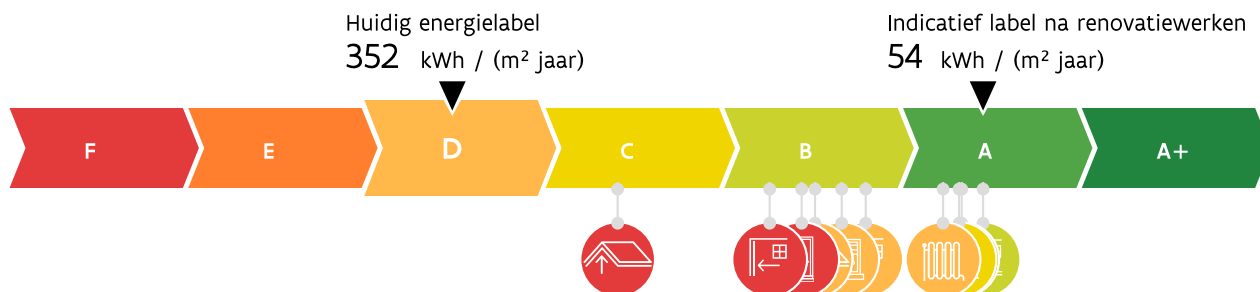 Huidig energielabel
352 kWh / (m² jaar)
Indicatief label na renovatiewerken
54 kWh / (m² jaar)
F
E
D
C
B
A
A+